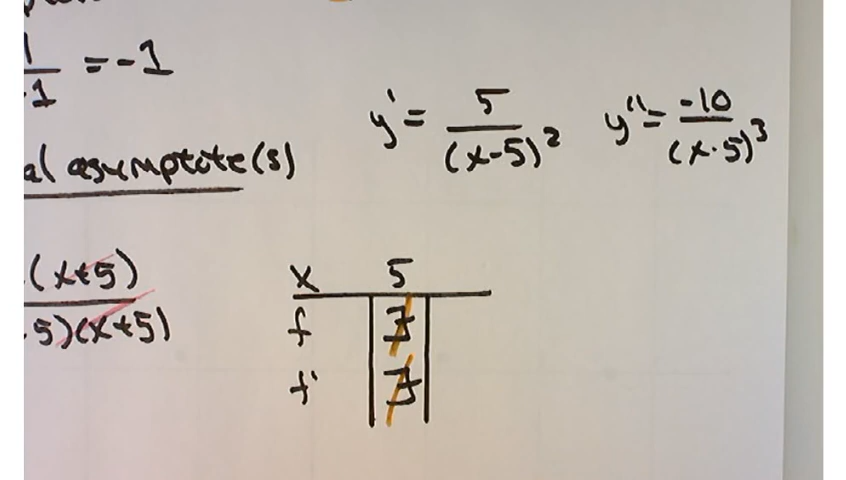 1/-1 = -1
y' = 5/(x-5)²
y'' = -10/(x-5)³
al asymptote(s)
(x+5)
5)(x+5)
x 5
f ∄
f' ∄